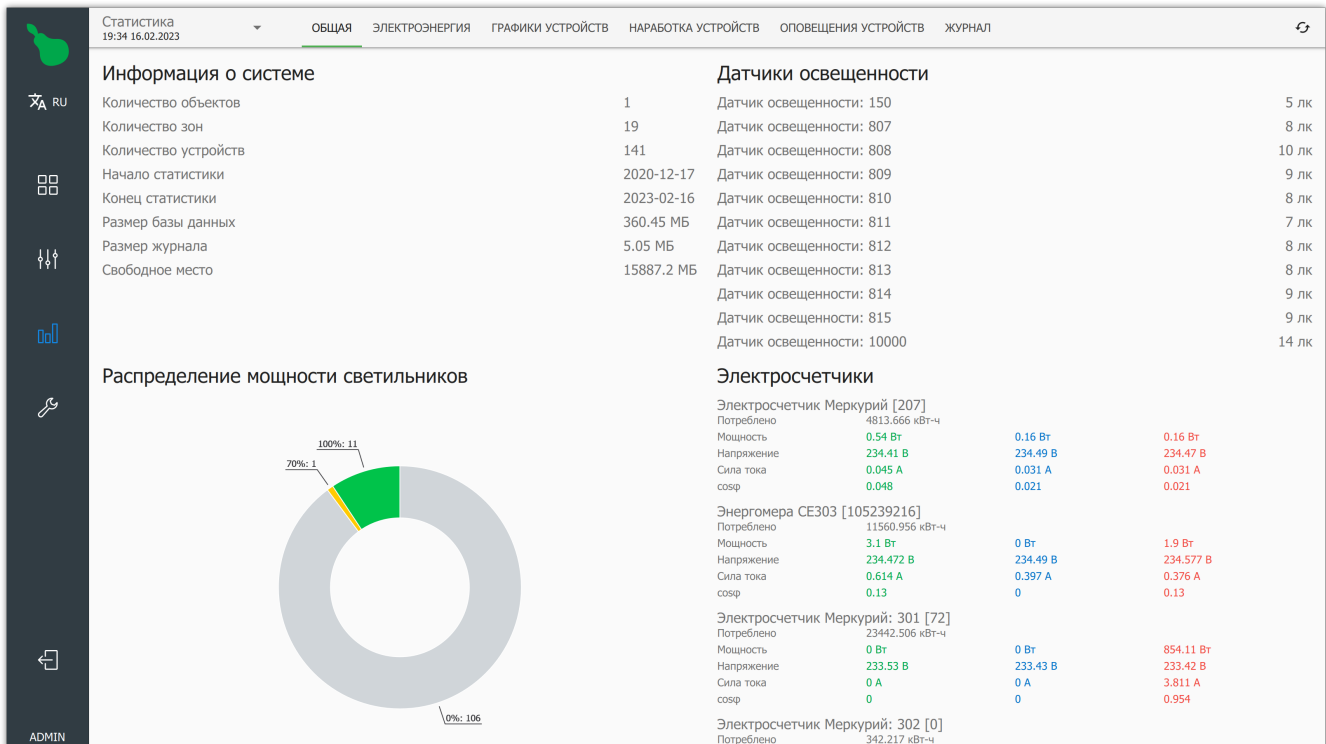 Статистика
19:34 16.02.2023
ОБЩАЯ ЭЛЕКТРОЭНЕРГИЯ ГРАФИКИ УСТРОЙСТВ НАРАБОТКА УСТРОЙСТВ ОПОВЕЩЕНИЯ УСТРОЙСТВ ЖУРНАЛ
RU
ADMIN
Информация о системе
Количество объектов 1
Количество зон 19
Количество устройств 141
Начало статистики 2020-12-17
Конец статистики 2023-02-16
Размер базы данных 360.45 МБ
Размер журнала 5.05 МБ
Свободное место 15887.2 МБ
Датчики освещенности
Датчик освещенности: 150 5 лк
Датчик освещенности: 807 8 лк
Датчик освещенности: 808 10 лк
Датчик освещенности: 809 9 лк
Датчик освещенности: 810 8 лк
Датчик освещенности: 811 7 лк
Датчик освещенности: 812 8 лк
Датчик освещенности: 813 8 лк
Датчик освещенности: 814 9 лк
Датчик освещенности: 815 9 лк
Датчик освещенности: 10000 14 лк
Распределение мощности светильников
100%: 11
70%: 1
0%: 106
Электросчетчики
Электросчетчик Меркурий [207]
Потреблено 4813.666 кВт-ч
Мощность 0.54 Вт 0.16 Вт 0.16 Вт
Напряжение 234.41 В 234.49 В 234.47 В
Сила тока 0.045 А 0.031 А 0.031 А
cosφ 0.048 0.021 0.021
Энергомера CE303 [105239216]
Потреблено 11560.956 кВт-ч
Мощность 3.1 Вт 0 Вт 1.9 Вт
Напряжение 234.472 В 234.49 В 234.577 В
Сила тока 0.614 А 0.397 А 0.376 А
cosφ 0.13 0 0.13
Электросчетчик Меркурий: 301 [72]
Потреблено 23442.506 кВт-ч
Мощность 0 Вт 0 Вт 854.11 Вт
Напряжение 233.53 В 233.43 В 233.42 В
Сила тока 0 А 0 А 3.811 А
cosφ 0 0 0.954
Электросчетчик Меркурий: 302 [0]
Потреблено 342.217 кВт-ч